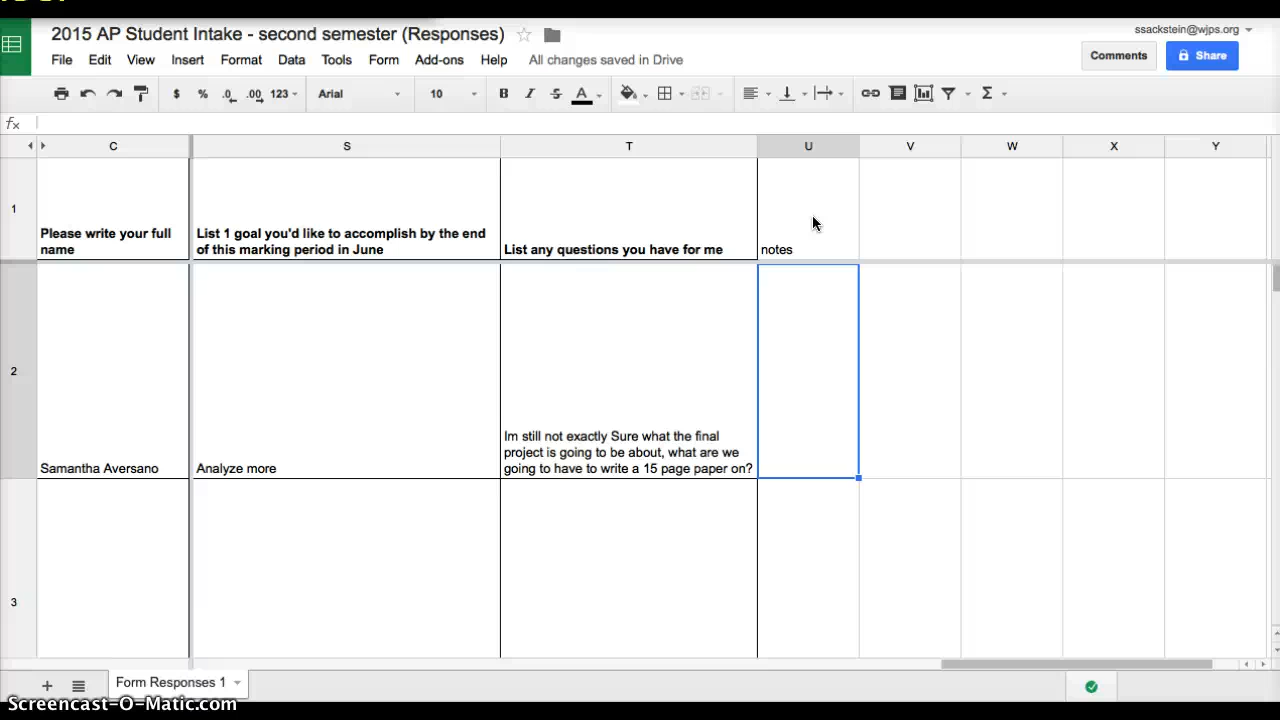 2015 AP Student Intake - second semester (Responses)
ssackstein@wjps.org
File Edit View Insert Format Data Tools Form Add-ons Help All changes saved in Drive
Comments
Share
$ % .0 .00 123 Arial 10 B I S A Σ
fx
C S T U V W X Y
1
Please write your full
name
List 1 goal you'd like to accomplish by the end
of this marking period in June
List any questions you have for me
notes
2
Samantha Aversano
Analyze more
Im still not exactly Sure what the final
project is going to be about, what are we
going to have to write a 15 page paper on?
3
Form Responses 1
Screencast-O-Matic.com